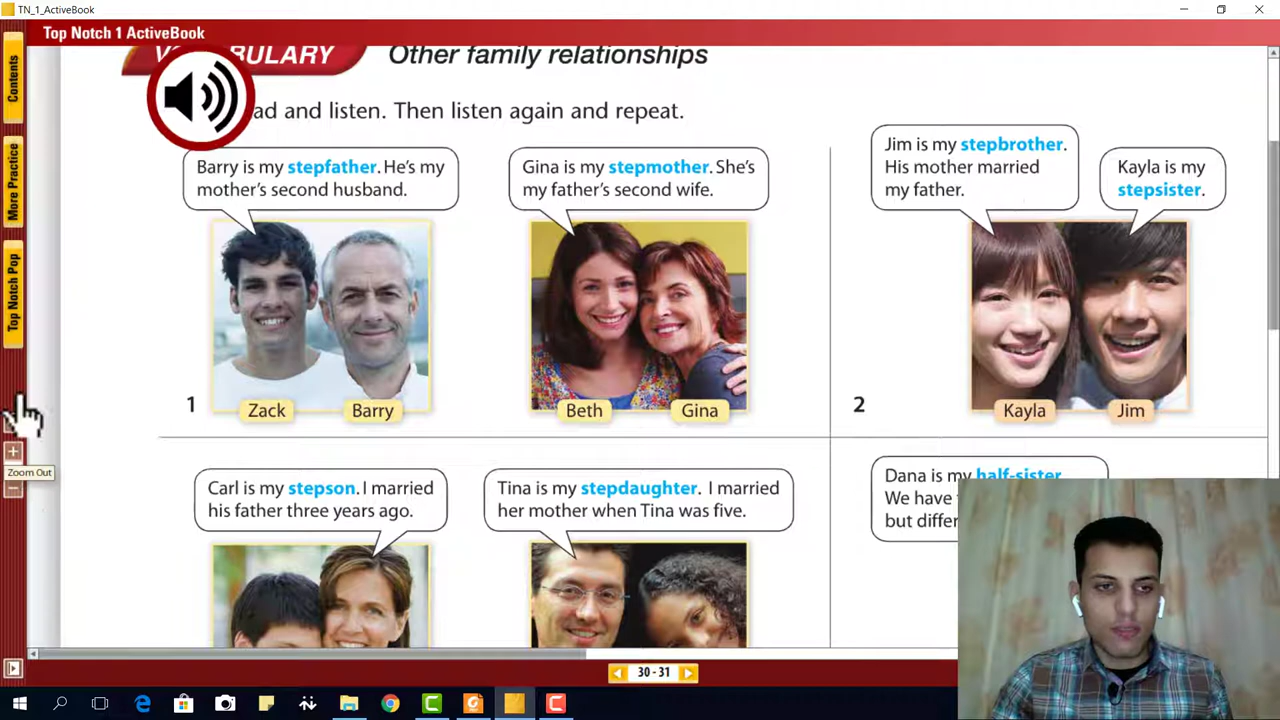 TN_1_ActiveBook
Top Notch 1 ActiveBook
Contents
More Practice
Top Notch Pop
Zoom Out
Other family relationships
and listen. Then listen again and repeat.
Barry is my stepfather. He's my
mother's second husband.
Gina is my stepmother. She's
my father's second wife.
Jim is my stepbrother.
His mother married
my father.
Kayla is my
stepsister.
1
Zack
Barry
Beth
Gina
2
Kayla
Jim
Carl is my stepson. I married
his father three years ago.
Tina is my stepdaughter. I married
her mother when Tina was five.
Dana is my half-sister.
We have
but
30 - 31